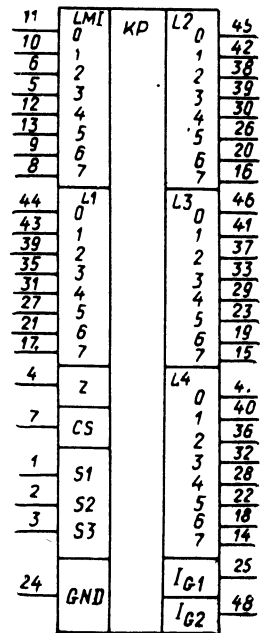 11 LMI KP L2 45
10 0 0 42
6 1 1 38
5 2 2 39
12 3 3 30
13 4 4 26
9 5 5 20
8 6 6 16
7 7
44 L1 L3 46
43 0 0 41
39 1 1 37
35 2 2 33
31 3 3 29
27 4 4 23
21 5 5 19
17. 6 6 15
7 7
4 Z L4 4.
0 40
7 CS 1 36
2 32
1 S1 3 28
2 S2 4 22
3 S3 5 18
6 14
7
24 GND IG1 25
IG2 48